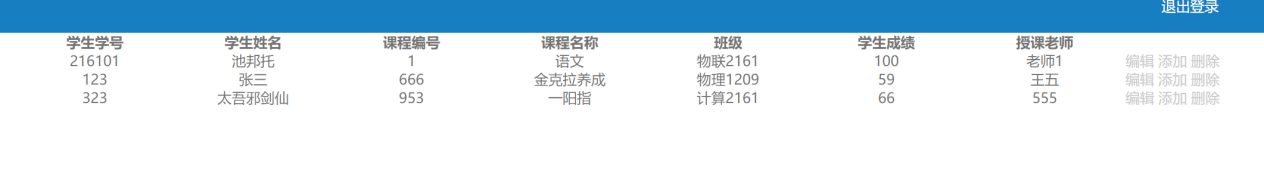 退出登录
学生学号 学生姓名 课程编号 课程名称 班级 学生成绩 授课老师
216101 池邦托 1 语文 物联2161 100 老师1 编辑 添加 删除
123 张三 666 金克拉养成 物理1209 59 王五 编辑 添加 删除
323 太吾邪剑仙 953 一阳指 计算2161 66 555 编辑 添加 删除